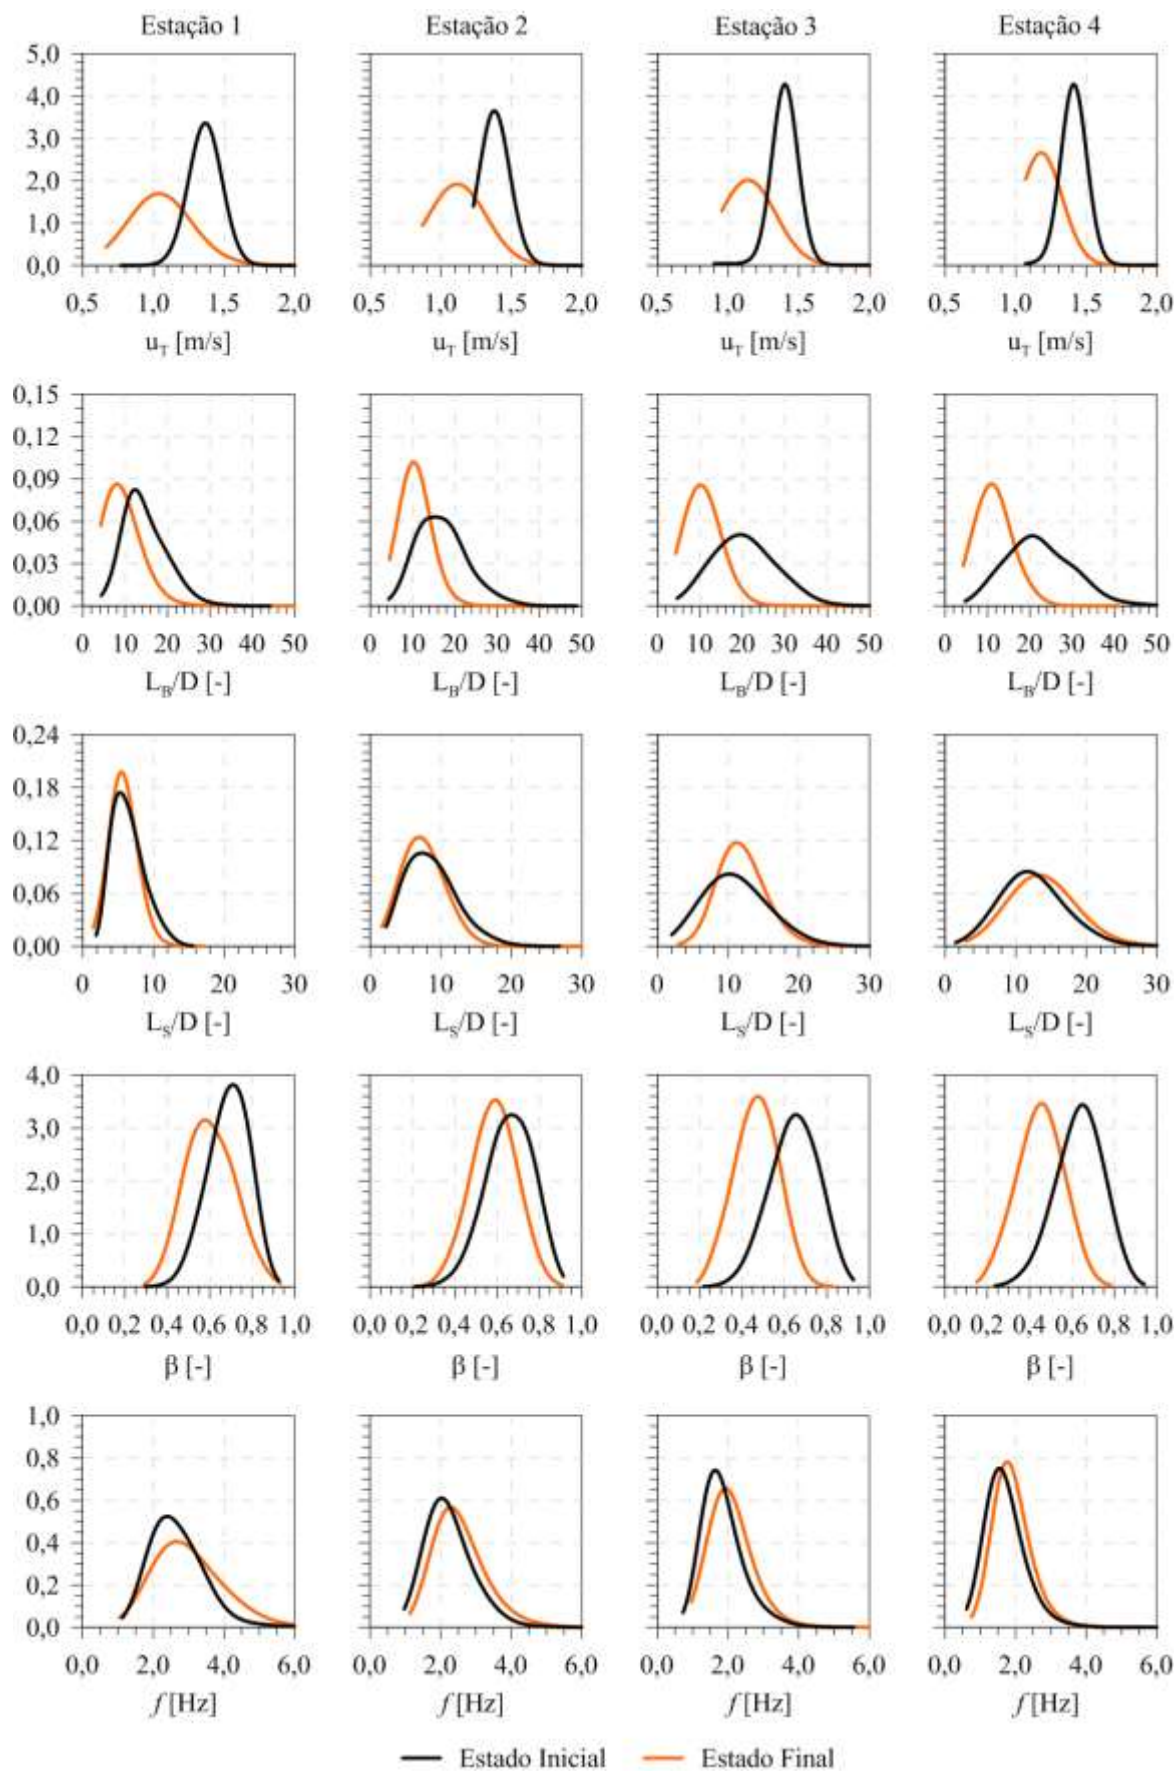 Estação 1 Estação 2 Estação 3 Estação 4
5,0
4,0
3,0
2,0
1,0
0,0
0,5 1,0 1,5 2,0 0,5 1,0 1,5 2,0 0,5 1,0 1,5 2,0 0,5 1,0 1,5 2,0
u_T [m/s] u_T [m/s] u_T [m/s] u_T [m/s]
0,15
0,12
0,09
0,06
0,03
0,00
0 10 20 30 40 50 0 10 20 30 40 50 0 10 20 30 40 50 0 10 20 30 40 50
L_B/D [-] L_B/D [-] L_B/D [-] L_B/D [-]
0,24
0,18
0,12
0,06
0,00
0 10 20 30 0 10 20 30 0 10 20 30 0 10 20 30
L_S/D [-] L_S/D [-] L_S/D [-] L_S/D [-]
4,0
3,0
2,0
1,0
0,0
0,0 0,2 0,4 0,6 0,8 1,0 0,0 0,2 0,4 0,6 0,8 1,0 0,0 0,2 0,4 0,6 0,8 1,0 0,0 0,2 0,4 0,6 0,8 1,0
β [-] β [-] β [-] β [-]
1,0
0,8
0,6
0,4
0,2
0,0
0,0 2,0 4,0 6,0 0,0 2,0 4,0 6,0 0,0 2,0 4,0 6,0 0,0 2,0 4,0 6,0
f [Hz] f [Hz] f [Hz] f [Hz]
Estado Inicial Estado Final